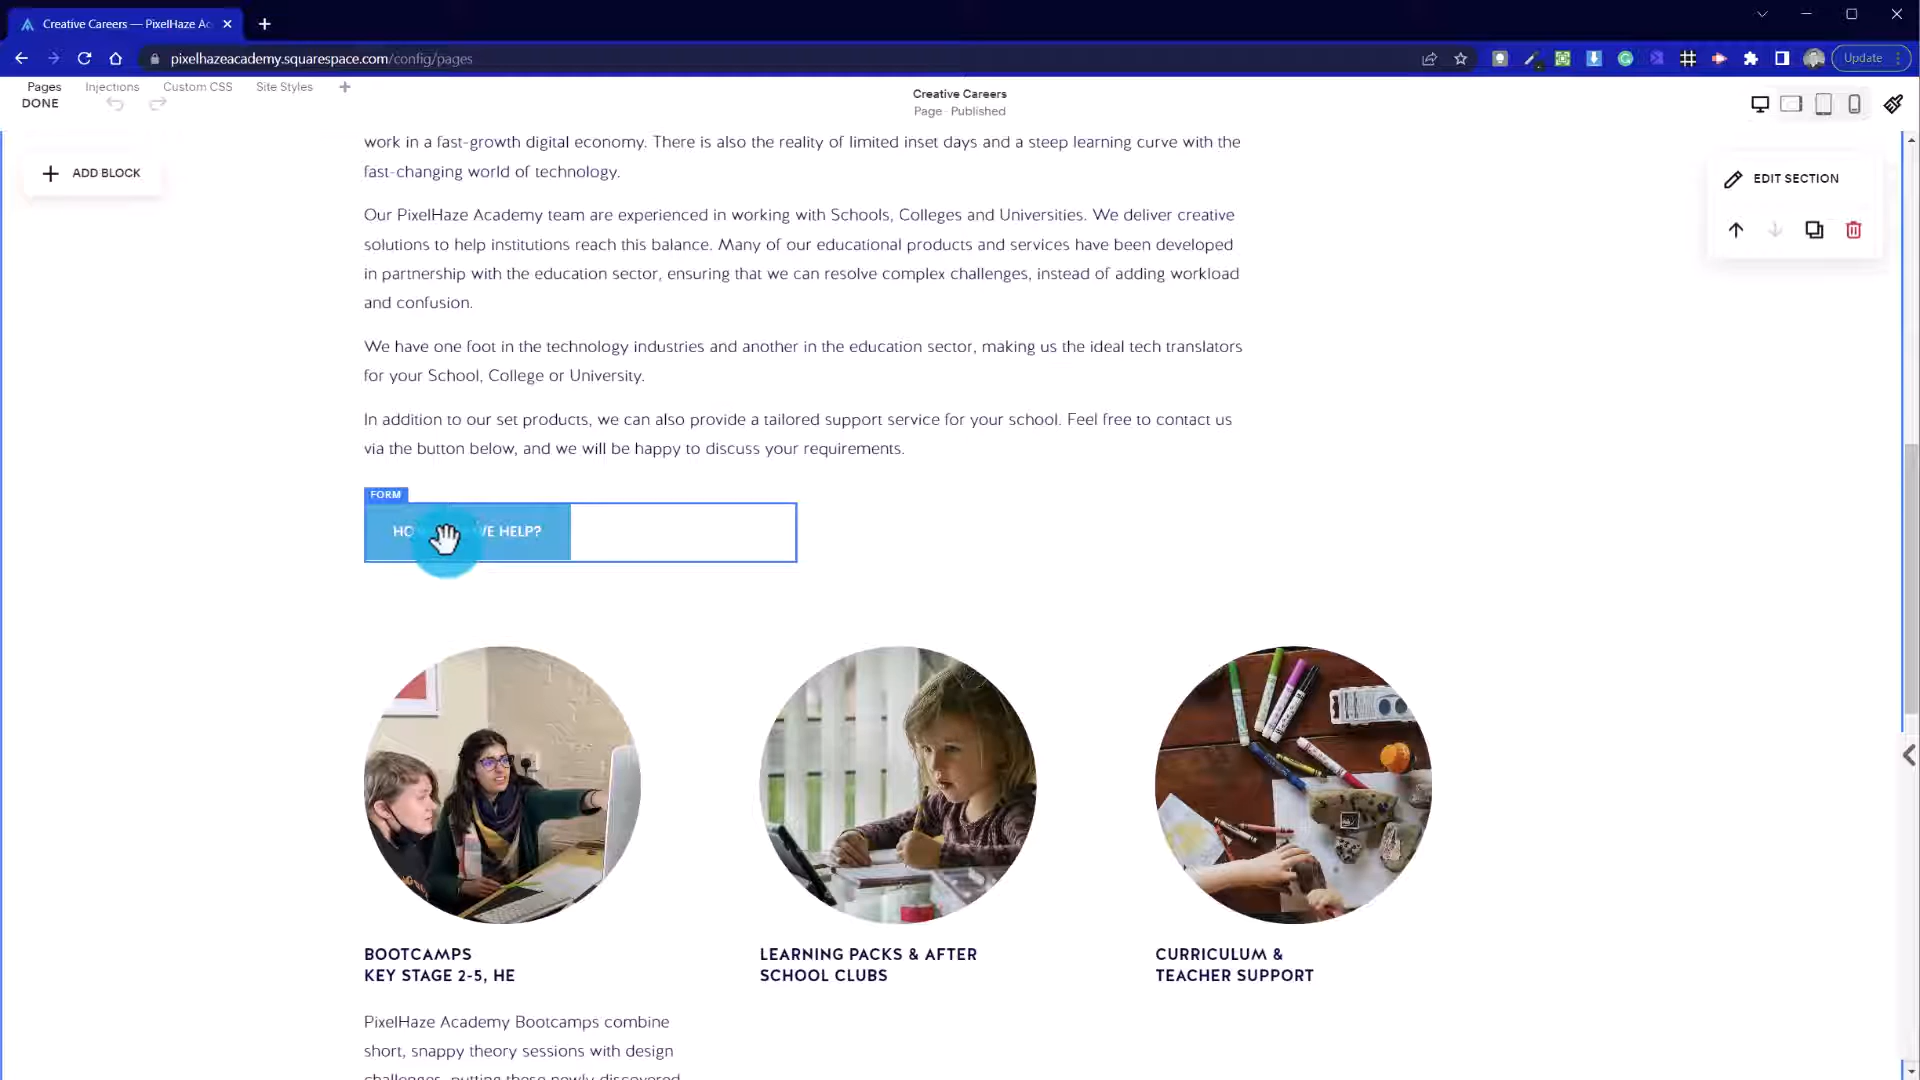 Creative Careers — PixelHaze Ac
pixelhazeacademy.squarespace.com/config/pages
Update
Pages
Injections
Custom CSS
Site Styles
DONE
Creative Careers
Page · Published
ADD BLOCK
EDIT SECTION
work in a fast-growth digital economy. There is also the reality of limited inset days and a steep learning curve with the
fast-changing world of technology.
Our PixelHaze Academy team are experienced in working with Schools, Colleges and Universities. We deliver creative
solutions to help institutions reach this balance. Many of our educational products and services have been developed
in partnership with the education sector, ensuring that we can resolve complex challenges, instead of adding workload
and confusion.
We have one foot in the technology industries and another in the education sector, making us the ideal tech translators
for your School, College or University.
In addition to our set products, we can also provide a tailored support service for your school. Feel free to contact us
via the button below, and we will be happy to discuss your requirements.
FORM
HELP?
BOOTCAMPS
KEY STAGE 2-5, HE
LEARNING PACKS & AFTER
SCHOOL CLUBS
CURRICULUM &
TEACHER SUPPORT
PixelHaze Academy Bootcamps combine
short, snappy theory sessions with design
challenges, putting these newly discovered